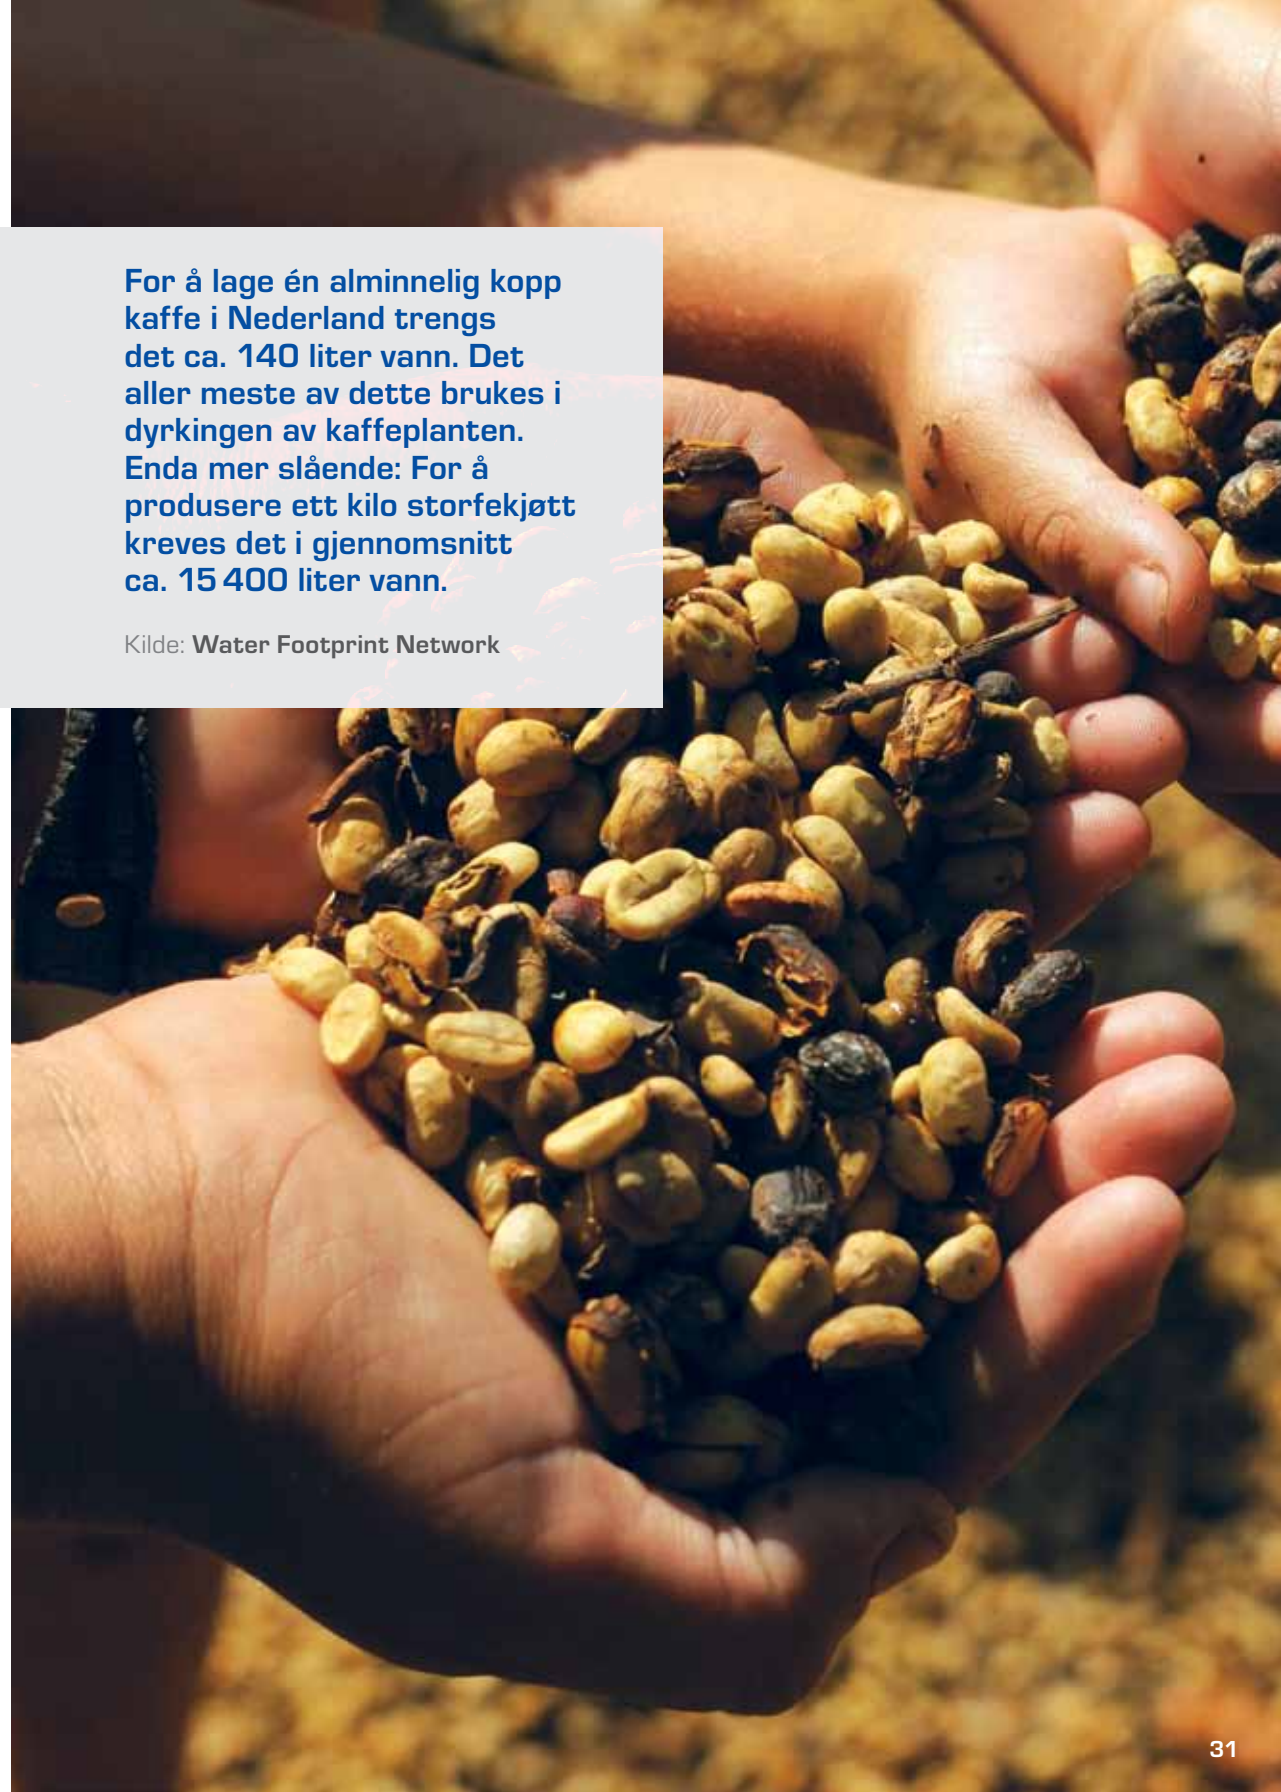 For å lage én alminnelig kopp
kaffe i Nederland trengs
det ca. 140 liter vann. Det
aller meste av dette brukes i
dyrkingen av kaffeplanten.
Enda mer slående: For å
produsere ett kilo storfekjøtt
kreves det i gjennomsnitt
ca. 15 400 liter vann.
Kilde: Water Footprint Network
31